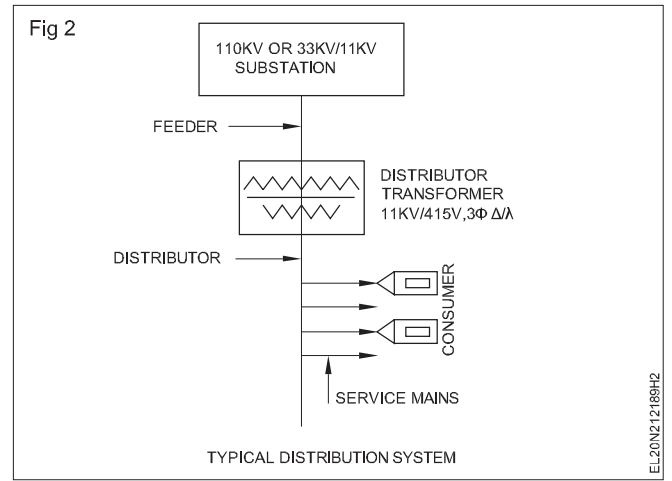 Fig 2
110KV OR 33KV/11KV
SUBSTATION
FEEDER
DISTRIBUTOR
TRANSFORMER
11KV/415V,3Φ Δ/λ
DISTRIBUTOR
CONSUMER
SERVICE MAINS
TYPICAL DISTRIBUTION SYSTEM
EL20N212189H2